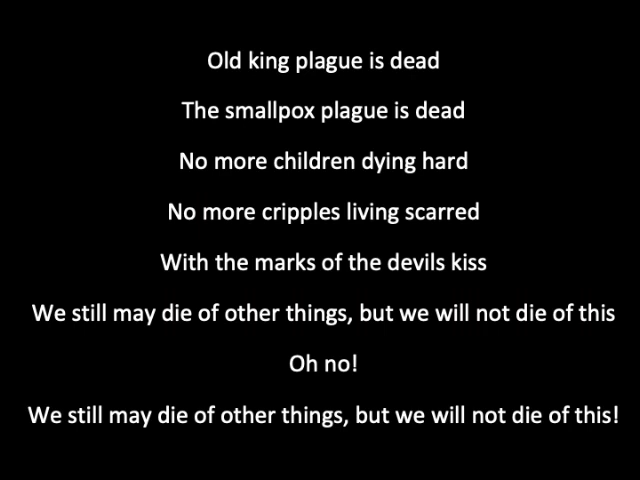 Old king plague is dead
The smallpox plague is dead
No more children dying hard
No more cripples living scarred
With the marks of the devils kiss
We still may die of other things, but we will not die of this
Oh no!
We still may die of other things, but we will not die of this!